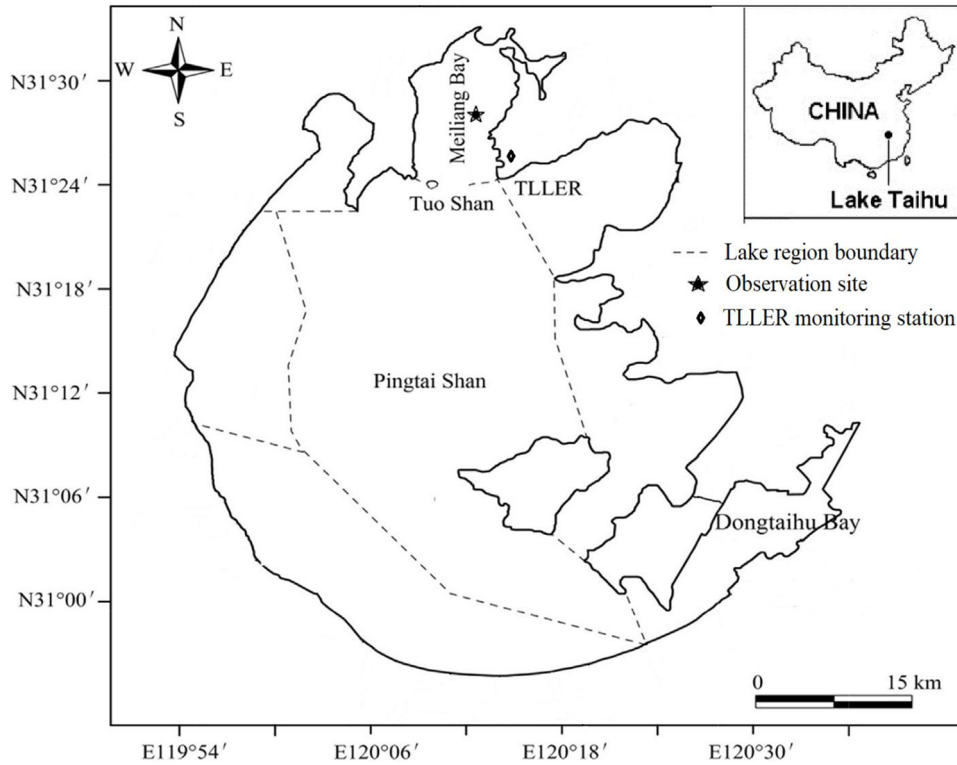 N
W E
S
N31°30′
N31°24′
N31°18′
N31°12′
N31°06′
N31°00′
Meiliang Bay
TLLER
Tuo Shan
Pingtai Shan
Dongtaihu Bay
CHINA
Lake Taihu
Lake region boundary
Observation site
TLLER monitoring station
0 15 km
E119°54′ E120°06′ E120°18′ E120°30′